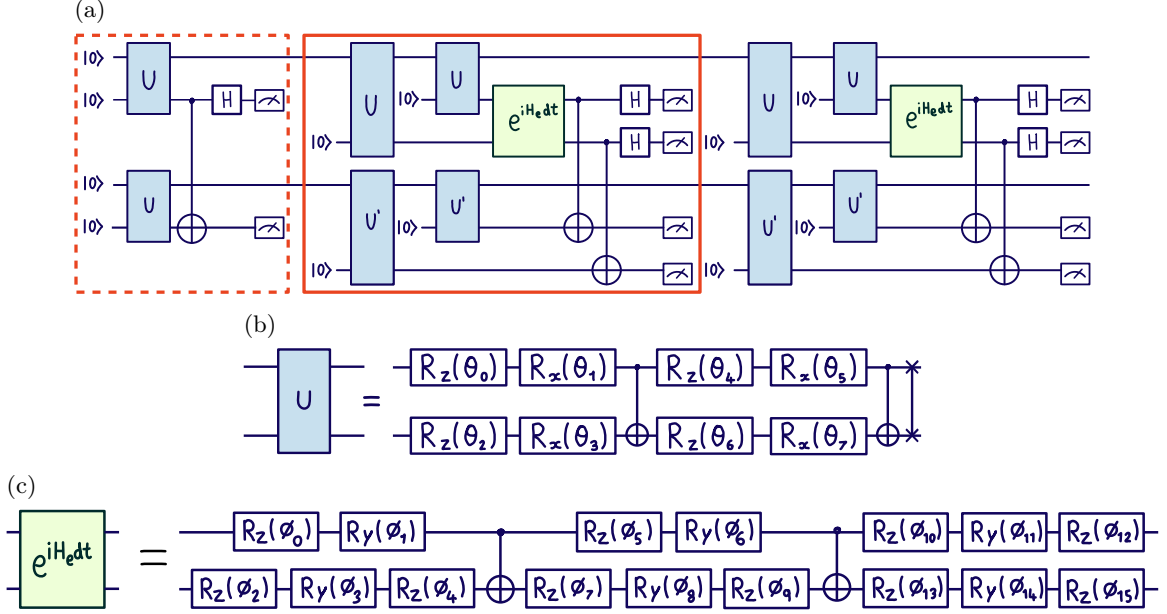 (a)
|0⟩ U |0⟩ H
|0⟩ U |0⟩
U |0⟩ U |0⟩ e^{iH_e dt} H H
U' |0⟩ U' |0⟩
U |0⟩ U |0⟩ e^{iH_e dt} H H
U' |0⟩ U' |0⟩
(b)
U = R_z(θ_0) R_x(θ_1) R_z(θ_4) R_x(θ_5)
R_z(θ_2) R_x(θ_3) R_z(θ_6) R_x(θ_7)
(c)
e^{iH_e dt} = R_z(ϕ_0) R_y(ϕ_1) R_z(ϕ_5) R_y(ϕ_6) R_z(ϕ_10) R_y(ϕ_11) R_z(ϕ_12)
R_z(ϕ_2) R_y(ϕ_3) R_z(ϕ_4) R_z(ϕ_7) R_y(ϕ_8) R_z(ϕ_9) R_z(ϕ_13) R_y(ϕ_14) R_z(ϕ_15)